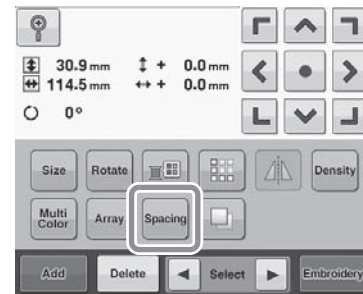 30.9 mm + 0.0 mm
114.5 mm + 0.0 mm
0°
Size Rotate Density
Multi Color Array Spacing
Add Delete Select Embroidery